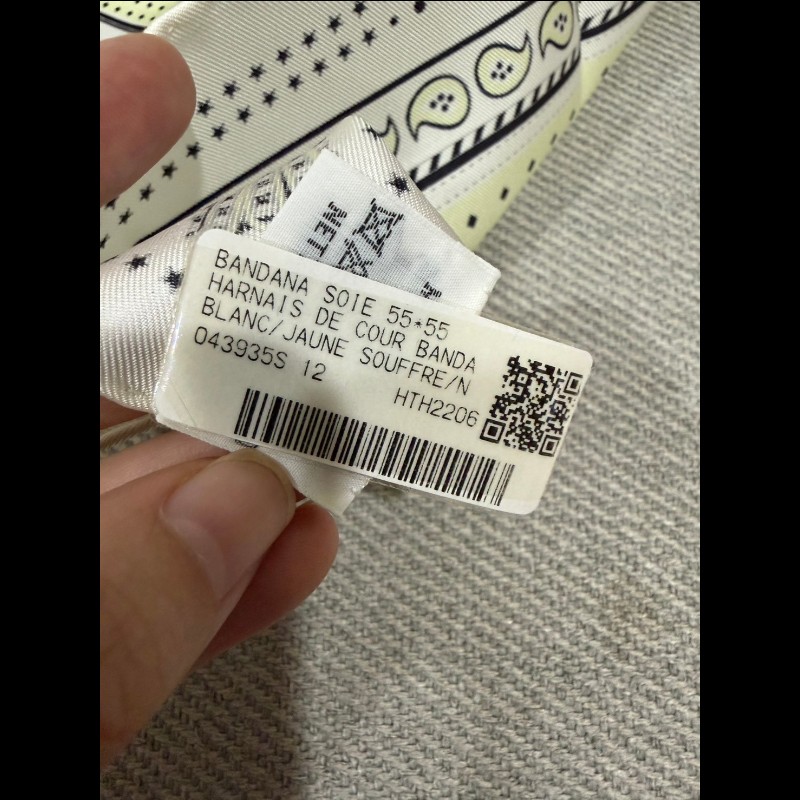 BANDANA SOIE 55*55
HARNAIS DE COUR BANDA
BLANC/JAUNE SOUFFRE/N
043935S 12
HTH2206